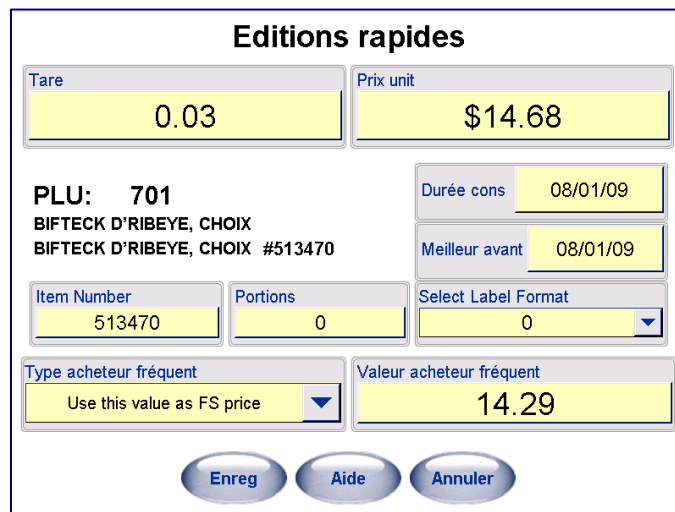 Editions rapides
Tare
Prix unit
0.03
$14.68
PLU: 701
BIFTECK D'RIBEYE, CHOIX
BIFTECK D'RIBEYE, CHOIX #513470
Durée cons
08/01/09
Meilleur avant
08/01/09
Item Number
Portions
Select Label Format
513470
0
0
Type acheteur fréquent
Valeur acheteur fréquent
Use this value as FS price
14.29
Enreg
Aide
Annuler